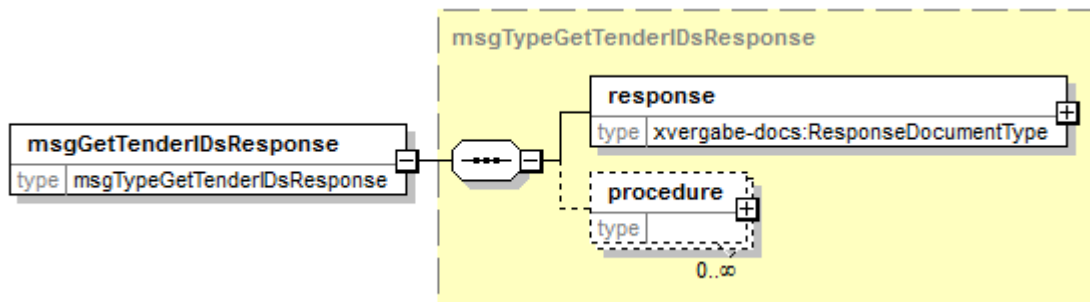 msgTypeGetTenderIDsResponse
response
type xvergabe-docs:ResponseDocumentType
msgGetTenderIDsResponse
type msgTypeGetTenderIDsResponse
procedure
type
0..∞